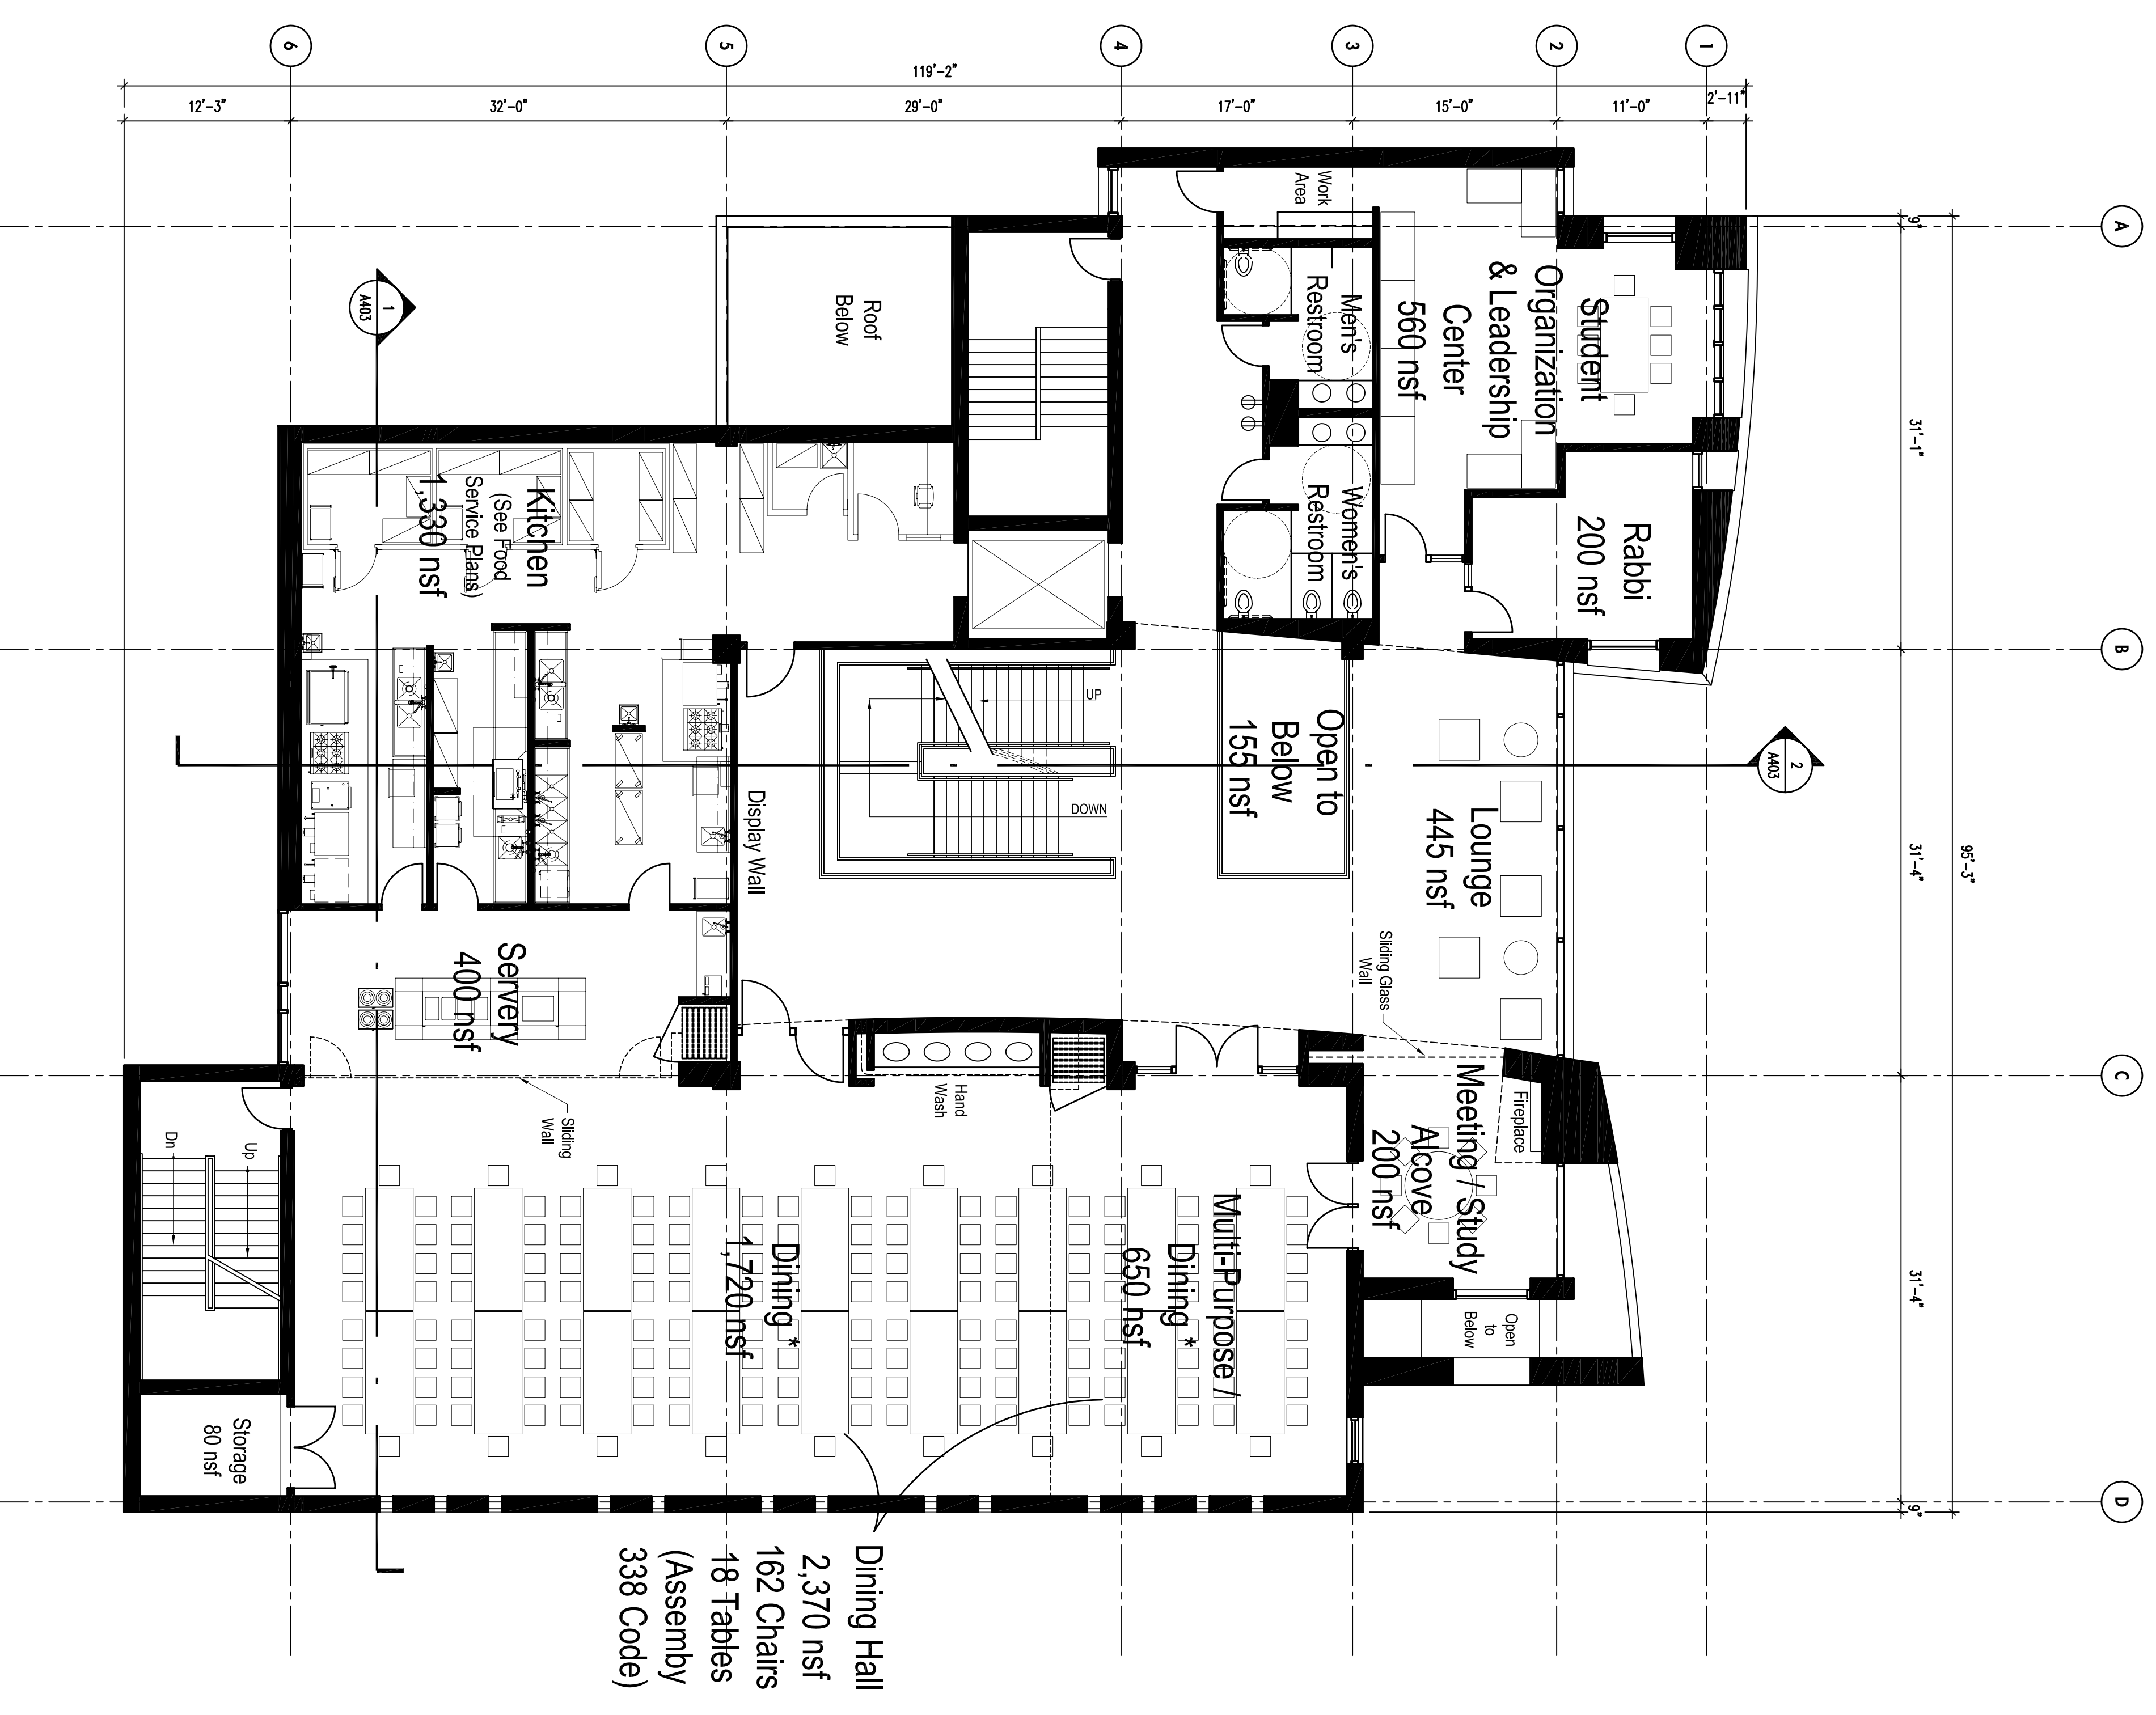 6
5
4
3
2
1
119'-2"
12'-3"
32'-0"
29'-0"
17'-0"
15'-0"
11'-0"
2'-11"
A
B
C
D
9"
31'-1"
31'-4"
31'-4"
9"
95'-3"
Work
Area
Men's
Restroom
Women's
Restroom
Student
Organization
& Leadership
Center
560 nsf
Rabbi
200 nsf
Roof
Below
1
A403
2
A403
Kitchen
(See Food
Service Plans)
1,330 nsf
UP
DOWN
Display Wall
Open to
Below
155 nsf
Lounge
445 nsf
Sliding Glass
Wall
Servery
400 nsf
Sliding
Wall
Hand
Wash
Fireplace
Meeting / Study
Alcove
200 nsf
Open
to
Below
Up
Dn
Storage
80 nsf
Dining *
1,720 nsf
Multi-Purpose /
Dining *
650 nsf
Dining Hall
2,370 nsf
162 Chairs
18 Tables
(Assemby
338 Code)